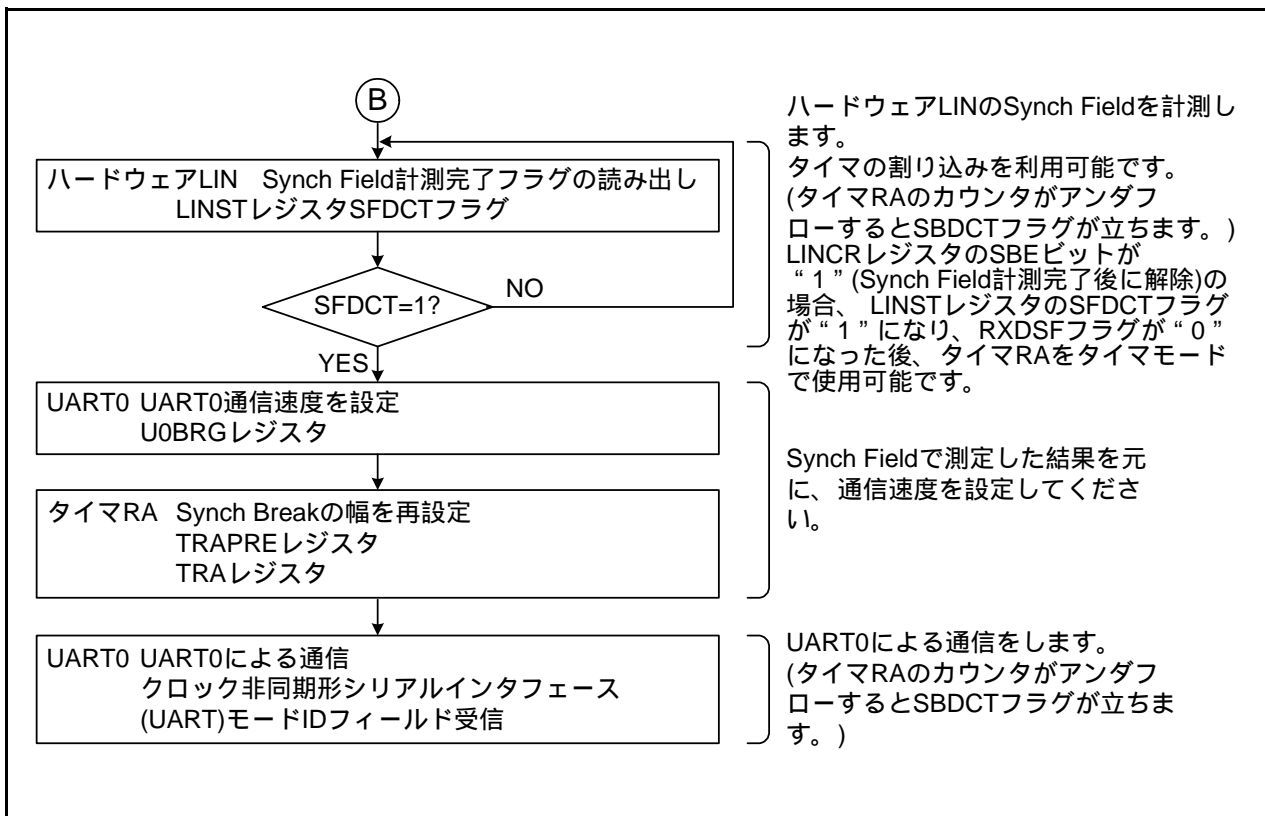 B
ハードウェアLIN Synch Field計測完了フラグの読み出し
LINSTレジスタSFDCTフラグ
SFDCT=1?
NO
YES
UART0 UART0通信速度を設定
U0BRGレジスタ
タイマRA Synch Breakの幅を再設定
TRAPREレジスタ
TRAレジスタ
UART0 UART0による通信
クロック非同期形シリアルインタフェース
(UART)モードIDフィールド受信
ハードウェアLINのSynch Fieldを計測し
ます。
タイマの割り込みを利用可能です。
(タイマRAのカウンタがアンダフ
ローするとSBDCTフラグが立ちます。)
LINCRレジスタのSBEビットが
“1”(Synch Field計測完了後に解除)の
場合、LINSTレジスタのSFDCTフラグ
が“1”になり、RXDSFフラグが“0”
になった後、タイマRAをタイマモード
で使用可能です。
Synch Fieldで測定した結果を元
に、通信速度を設定してくださ
い。
UART0による通信をします。
(タイマRAのカウンタがアンダフ
ローするとSBDCTフラグが立ちま
す。)